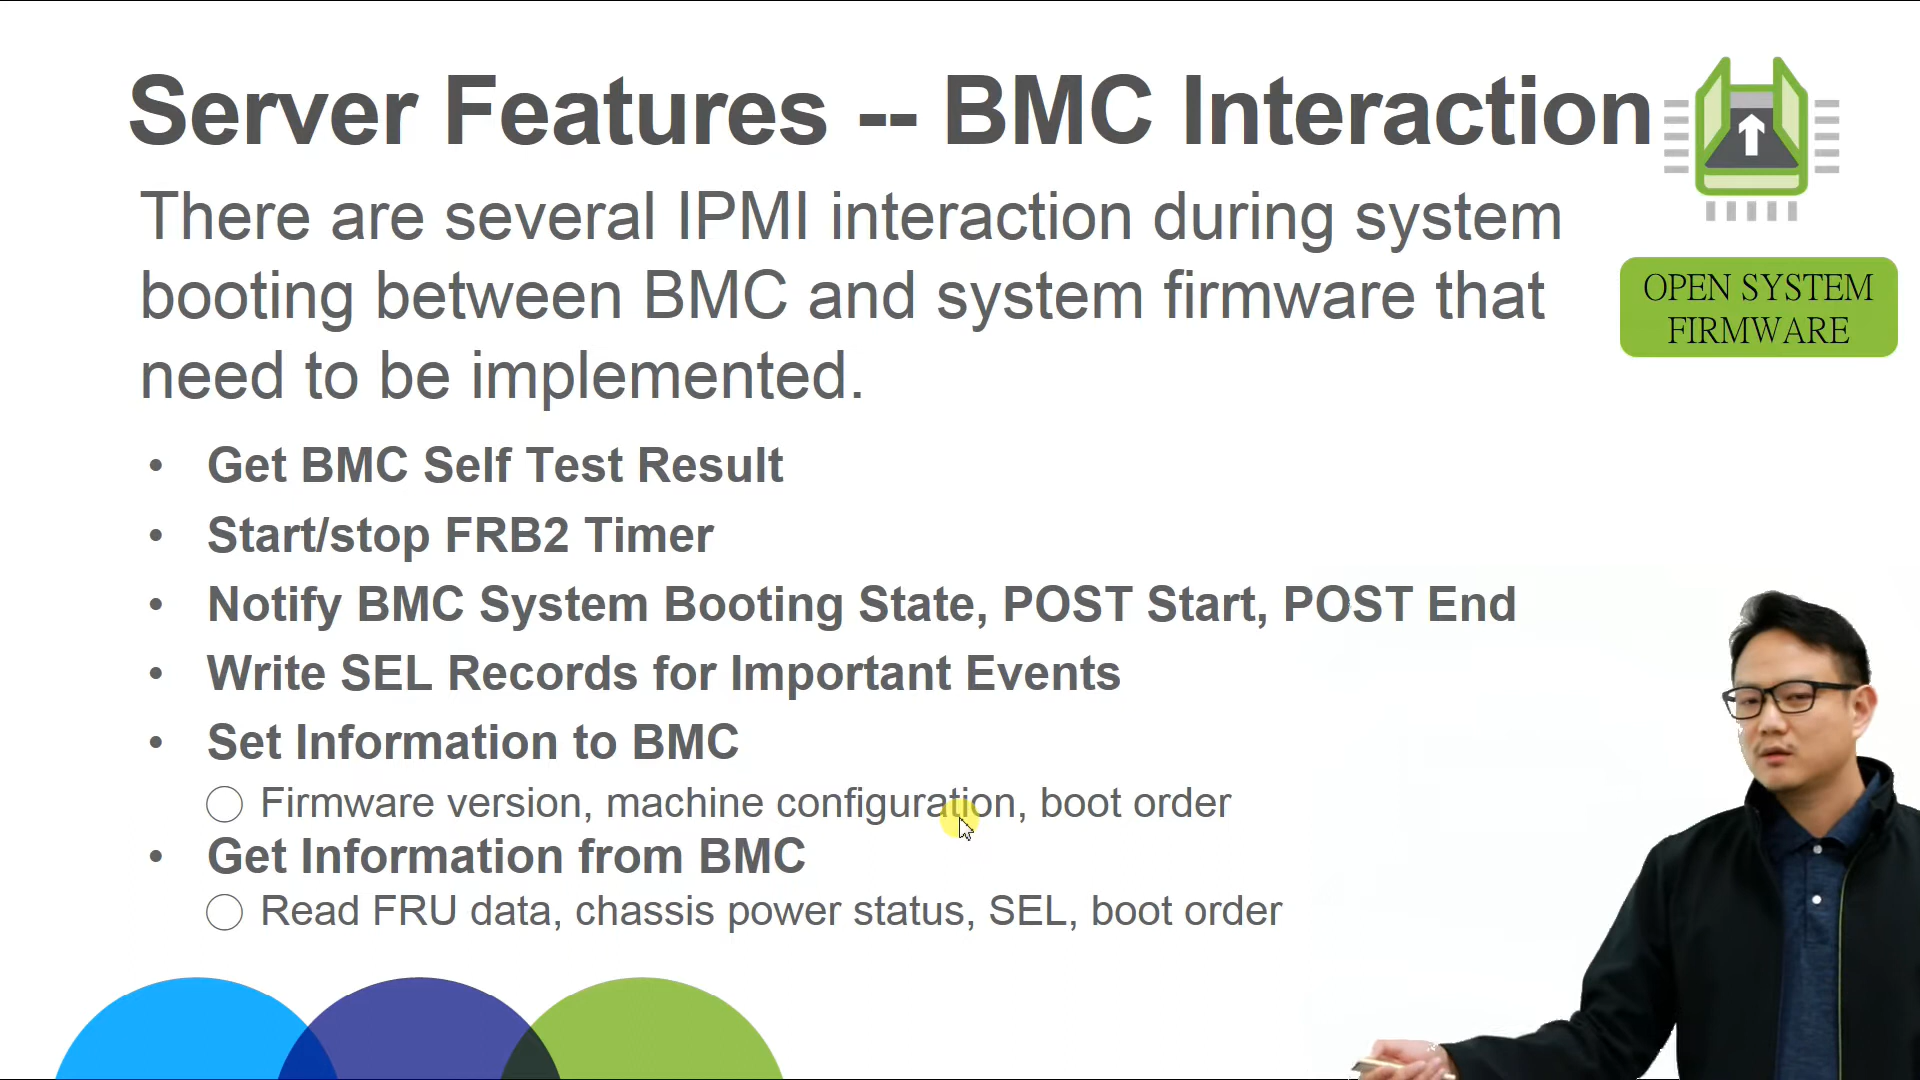 Server Features -- BMC Interaction
There are several IPMI interaction during system
booting between BMC and system firmware that
need to be implemented.
OPEN SYSTEM
FIRMWARE
• Get BMC Self Test Result
• Start/stop FRB2 Timer
• Notify BMC System Booting State, POST Start, POST End
• Write SEL Records for Important Events
• Set Information to BMC
○ Firmware version, machine configuration, boot order
• Get Information from BMC
○ Read FRU data, chassis power status, SEL, boot order